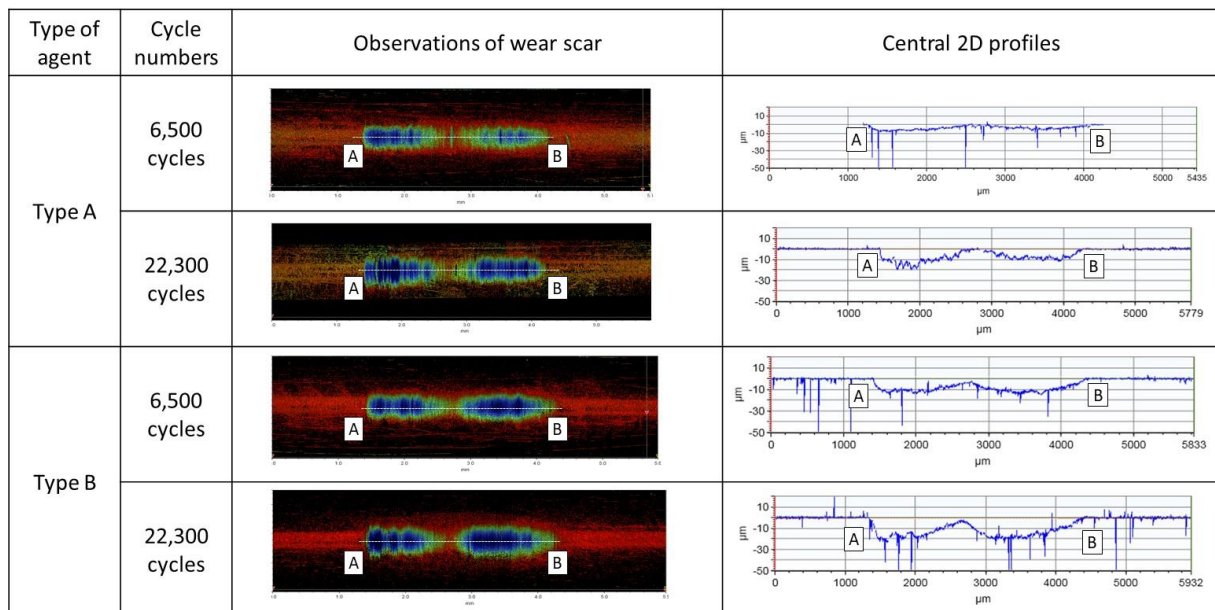 Type of
agent
Cycle
numbers
Observations of wear scar
Central 2D profiles
Type A
6,500
cycles
A
B
mm
µm
10
-10
-30
-50
A
B
0
1000
2000
3000
4000
5000
5435
µm
22,300
cycles
A
B
mm
µm
10
-10
-30
-50
A
B
0
1000
2000
3000
4000
5000
5779
µm
Type B
6,500
cycles
A
B
mm
µm
10
-10
-30
-50
A
B
0
1000
2000
3000
4000
5000
5833
µm
22,300
cycles
A
B
mm
µm
10
-10
-30
-50
A
B
0
1000
2000
3000
4000
5000
5932
µm